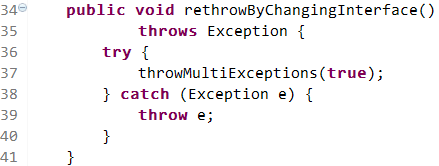 34 public void rethrowByChangingInterface()
35 throws Exception {
36 try {
37 throwMultiExceptions(true);
38 } catch (Exception e) {
39 throw e;
40 }
41 }